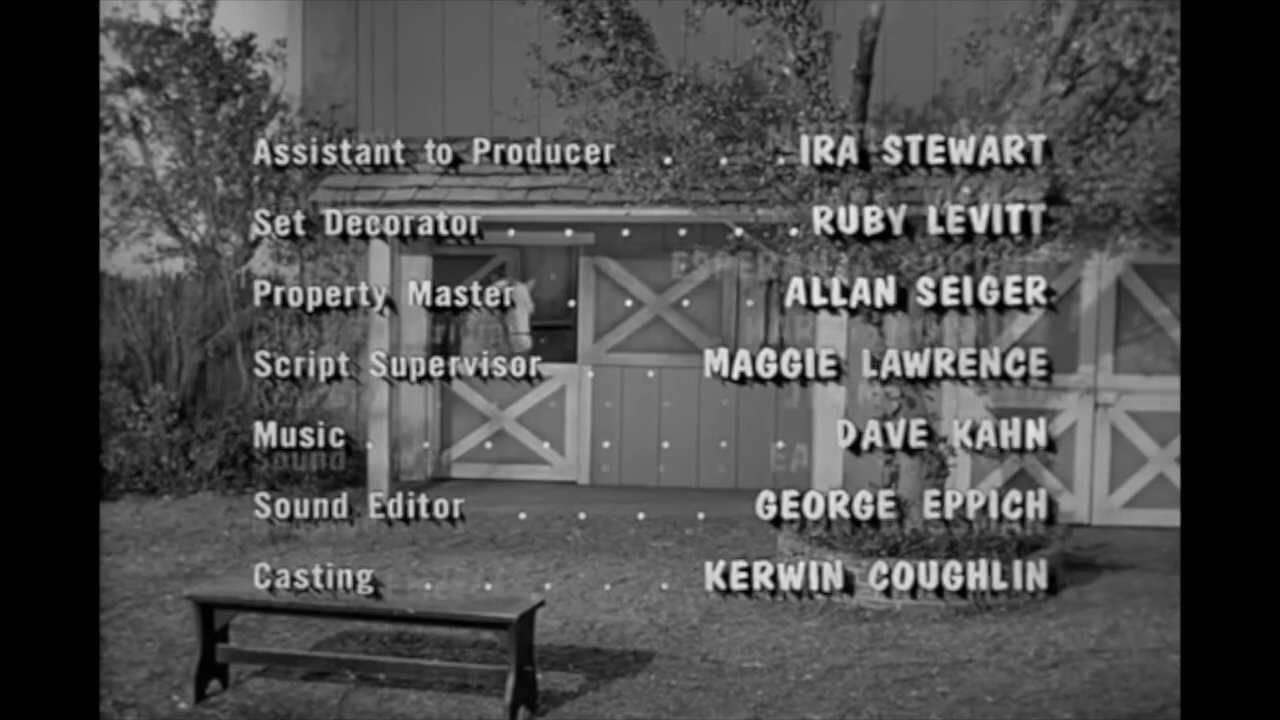 Assistant to Producer . . . IRA STEWART
Set Decorator . . . . . . RUBY LEVITT
Property Master . . . . ALLAN SEIGER
Script Supervisor . . MAGGIE LAWRENCE
Music . . . . . . . . DAVE KAHN
Sound
Sound Editor . . . . GEORGE EPPICH
Casting . . . . . KERWIN COUGHLIN